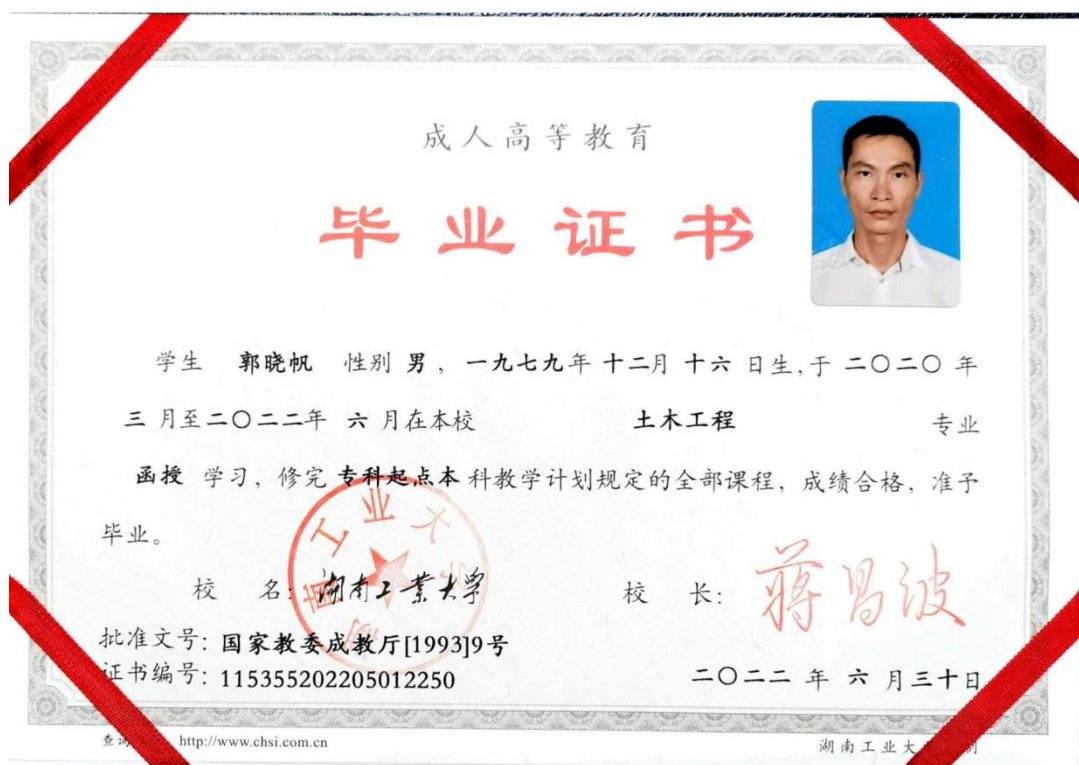 成人高等教育
毕业证书
学生 郭晓帆 性别 男，一九七九年 十二月 十六 日生，于 二〇二〇 年
三 月至二〇二二年 六 月在本校 土木工程 专业
函授 学习，修完 专科起点本 科教学计划规定的全部课程，成绩合格，准予
毕业。
校 名：湖南工業大学 校 长：蒋昌波
湖南工业大学
批准文号：国家教委成教厅[1993]9号
证书编号：115355202205012250 二〇二二 年 六 月三十日
http://www.chsi.com.cn 湖南工业大